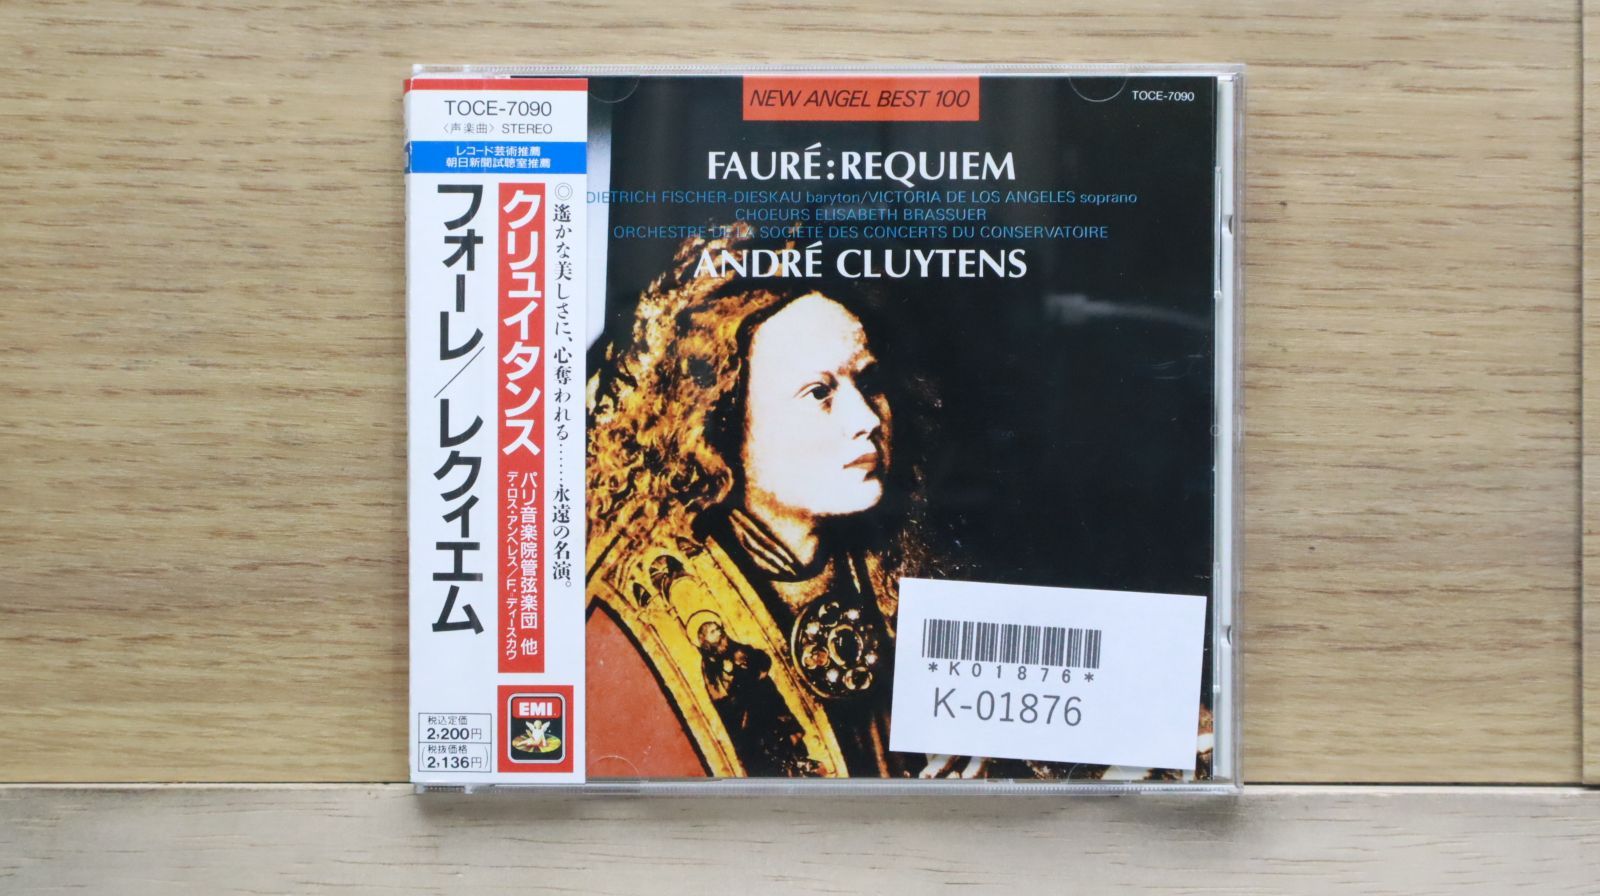 TOCE-7090
〈声楽曲〉 STEREO
レコード芸術推薦
朝日新聞試聴室推薦
◎遙かな美しさに、心奪われる……永遠の名演。
クリュイタンス
パリ音楽院管弦楽団 他
デ・ロス・アンヘレス/F.=ディースカウ
フォーレ/レクィエム
税込定価
2,200円
(税抜価格
2,136円)
EMI
NEW ANGEL BEST 100
TOCE-7090
FAURÉ: REQUIEM
DIETRICH FISCHER-DIESKAU baryton/VICTORIA DE LOS ANGELES soprano
CHOEURS ELISABETH BRASSUER
ORCHESTRE DE LA SOCIÉTÉ DES CONCERTS DU CONSERVATOIRE
ANDRÉ CLUYTENS
*K01876*
K-01876